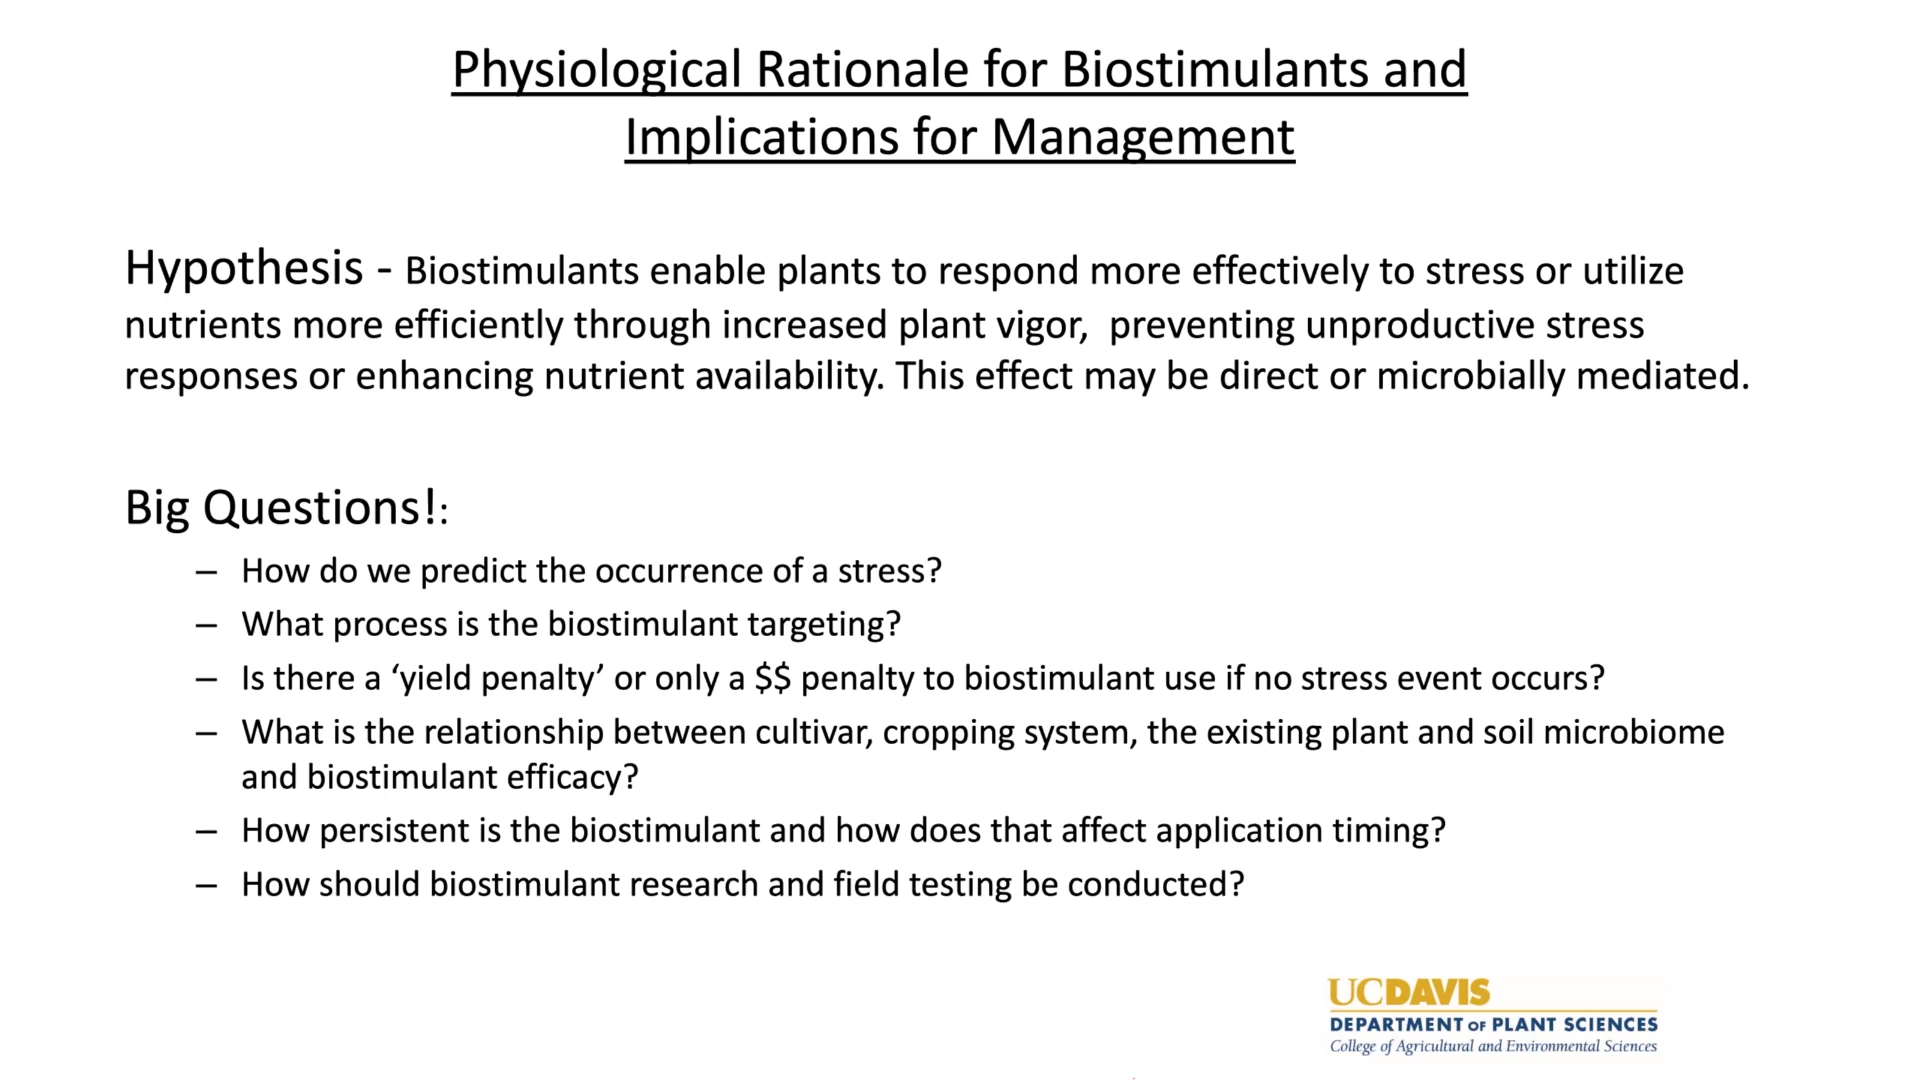 Physiological Rationale for Biostimulants and
Implications for Management
Hypothesis - Biostimulants enable plants to respond more effectively to stress or utilize
nutrients more efficiently through increased plant vigor,  preventing unproductive stress
responses or enhancing nutrient availability. This effect may be direct or microbially mediated.
Big Questions!:
– How do we predict the occurrence of a stress?
– What process is the biostimulant targeting?
– Is there a ‘yield penalty’ or only a $$ penalty to biostimulant use if no stress event occurs?
– What is the relationship between cultivar, cropping system, the existing plant and soil microbiome
and biostimulant efficacy?
– How persistent is the biostimulant and how does that affect application timing?
– How should biostimulant research and field testing be conducted?
UCDAVIS
DEPARTMENT OF PLANT SCIENCES
College of Agricultural and Environmental Sciences